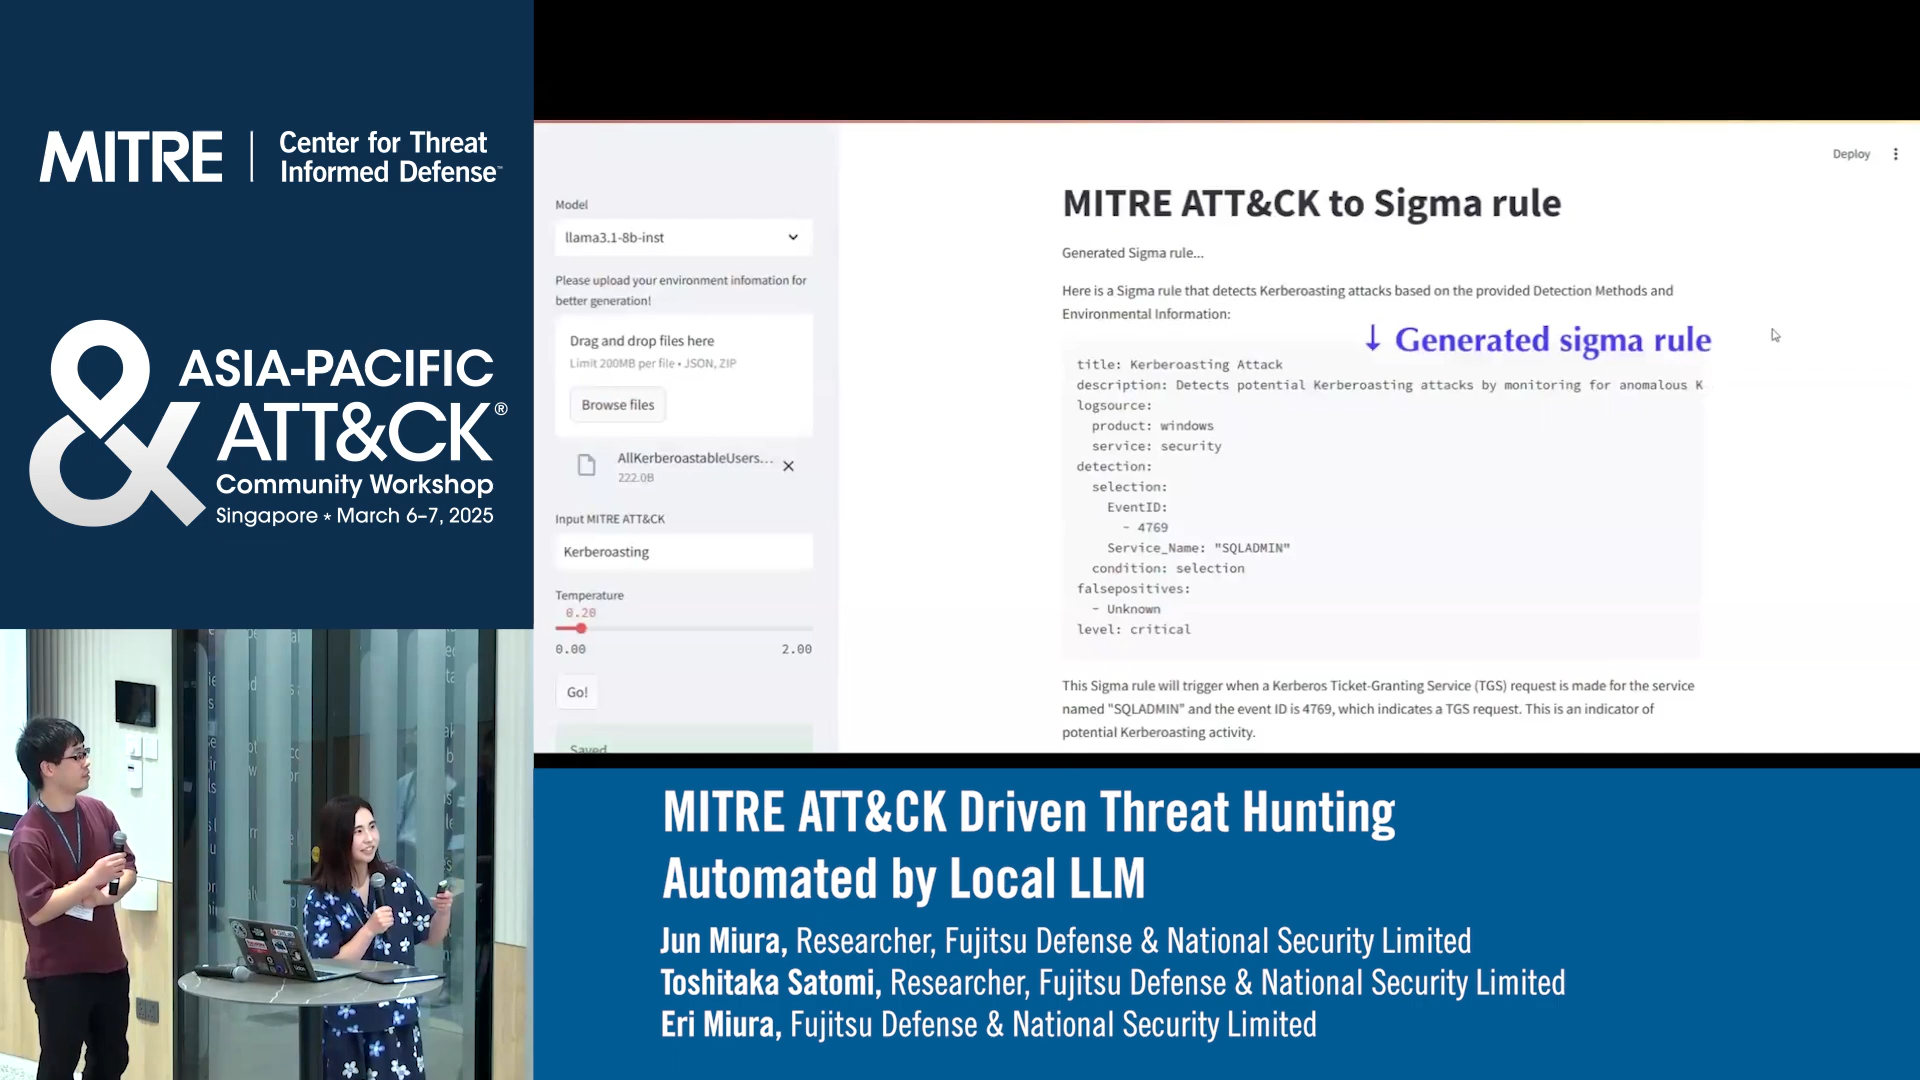 MITRE | Center for Threat
Informed Defense™
ASIA-PACIFIC
ATT&CK®
Community Workshop
Singapore * March 6–7, 2025
Model
llama3.1-8b-inst
Please upload your environment infomation for
better generation!
Drag and drop files here
Limit 200MB per file • JSON, ZIP
Browse files
AllKerberoastableUsers...
222.0B
Input MITRE ATT&CK
Kerberoasting
Temperature
0.20
0.00 2.00
Go!
Saved
Deploy
MITRE ATT&CK to Sigma rule
Generated Sigma rule...
Here is a Sigma rule that detects Kerberoasting attacks based on the provided Detection Methods and
Environmental Information:
↓ Generated sigma rule
title: Kerberoasting Attack
description: Detects potential Kerberoasting attacks by monitoring for anomalous K
logsource:
  product: windows
  service: security
detection:
  selection:
    EventID:
      - 4769
    Service_Name: "SQLADMIN"
  condition: selection
falsepositives:
  - Unknown
level: critical
This Sigma rule will trigger when a Kerberos Ticket-Granting Service (TGS) request is made for the service
named "SQLADMIN" and the event ID is 4769, which indicates a TGS request. This is an indicator of
potential Kerberoasting activity.
MITRE ATT&CK Driven Threat Hunting
Automated by Local LLM
Jun Miura, Researcher, Fujitsu Defense & National Security Limited
Toshitaka Satomi, Researcher, Fujitsu Defense & National Security Limited
Eri Miura, Fujitsu Defense & National Security Limited